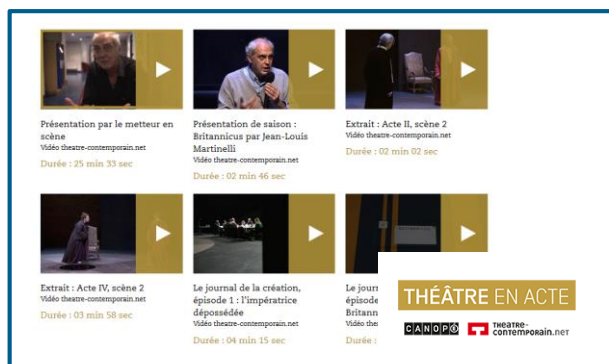 Présentation par le metteur en
scène
Vidéo theatre-contemporain.net
Durée : 25 min 33 sec
Présentation de saison :
Britannicus par Jean-Louis
Martinelli
Vidéo theatre-contemporain.net
Durée : 02 min 46 sec
Extrait : Acte II, scène 2
Vidéo theatre-contemporain.net
Durée : 02 min 02 sec
Extrait : Acte IV, scène 2
Vidéo theatre-contemporain.net
Durée : 03 min 58 sec
Le journal de la création,
épisode 1 : l'impératrice
dépossédée
Vidéo theatre-contemporain.net
Durée : 04 min 15 sec
Le jour
épisode
Britann
Vidéo the
Durée :
THÉÂTRE EN ACTE
CANOPÉ
THEATRE-
CONTEMPORAIN.NET